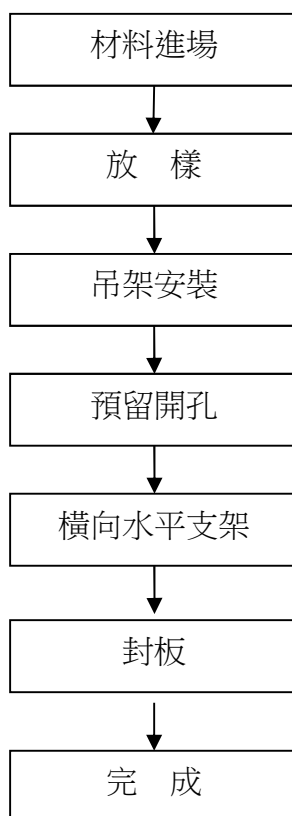 材料進場
放　樣
吊架安裝
預留開孔
橫向水平支架
封板
完　成